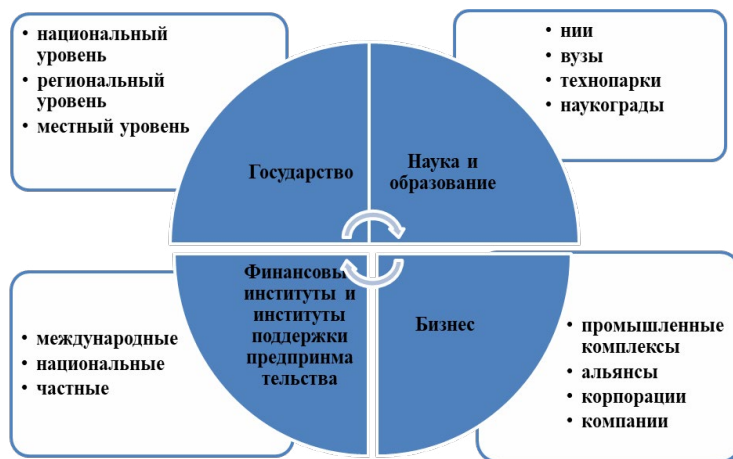 • национальный
уровень
• региональный
уровень
• местный уровень
• нии
• вузы
• технопарки
• наукограды
Государство
Наука и
образование
Финансовы
институты и
институты
поддержки
предпринма
тельства
Бизнес
• международные
• национальные
• частные
• промышленные
комплексы
• альянсы
• корпорации
• компании